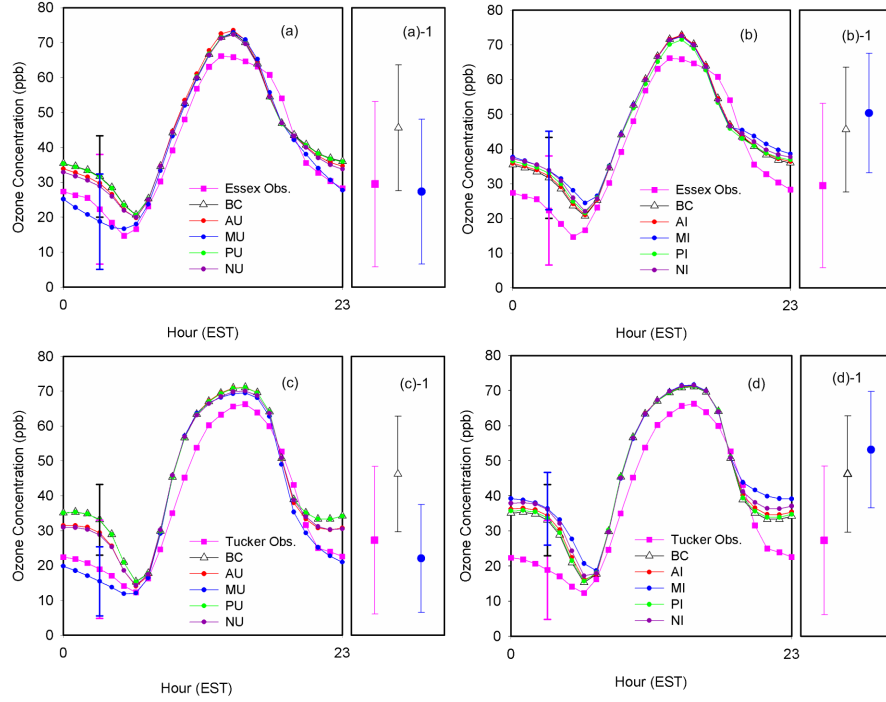 80
70
60
50
40
30
20
10
0
Ozone Concentration (ppb)
(a)
(a)-1
Essex Obs.
BC
AU
MU
PU
NU
0
23
Hour (EST)
80
70
60
50
40
30
20
10
0
Ozone Concentration (ppb)
(b)
(b)-1
Essex Obs.
BC
AI
MI
PI
NI
0
23
Hour (EST)
80
70
60
50
40
30
20
10
0
Ozone Concentration (ppb)
(c)
(c)-1
Tucker Obs.
BC
AU
MU
PU
NU
0
23
Hour (EST)
80
70
60
50
40
30
20
10
0
Ozone Concentration (ppb)
(d)
(d)-1
Tucker Obs.
BC
AI
MI
PI
NI
0
23
Hour (EST)